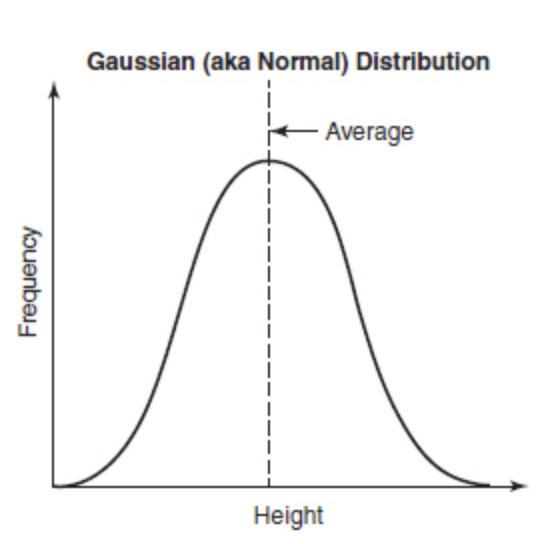 Gaussian (aka Normal) Distribution
Average
Frequency
Height